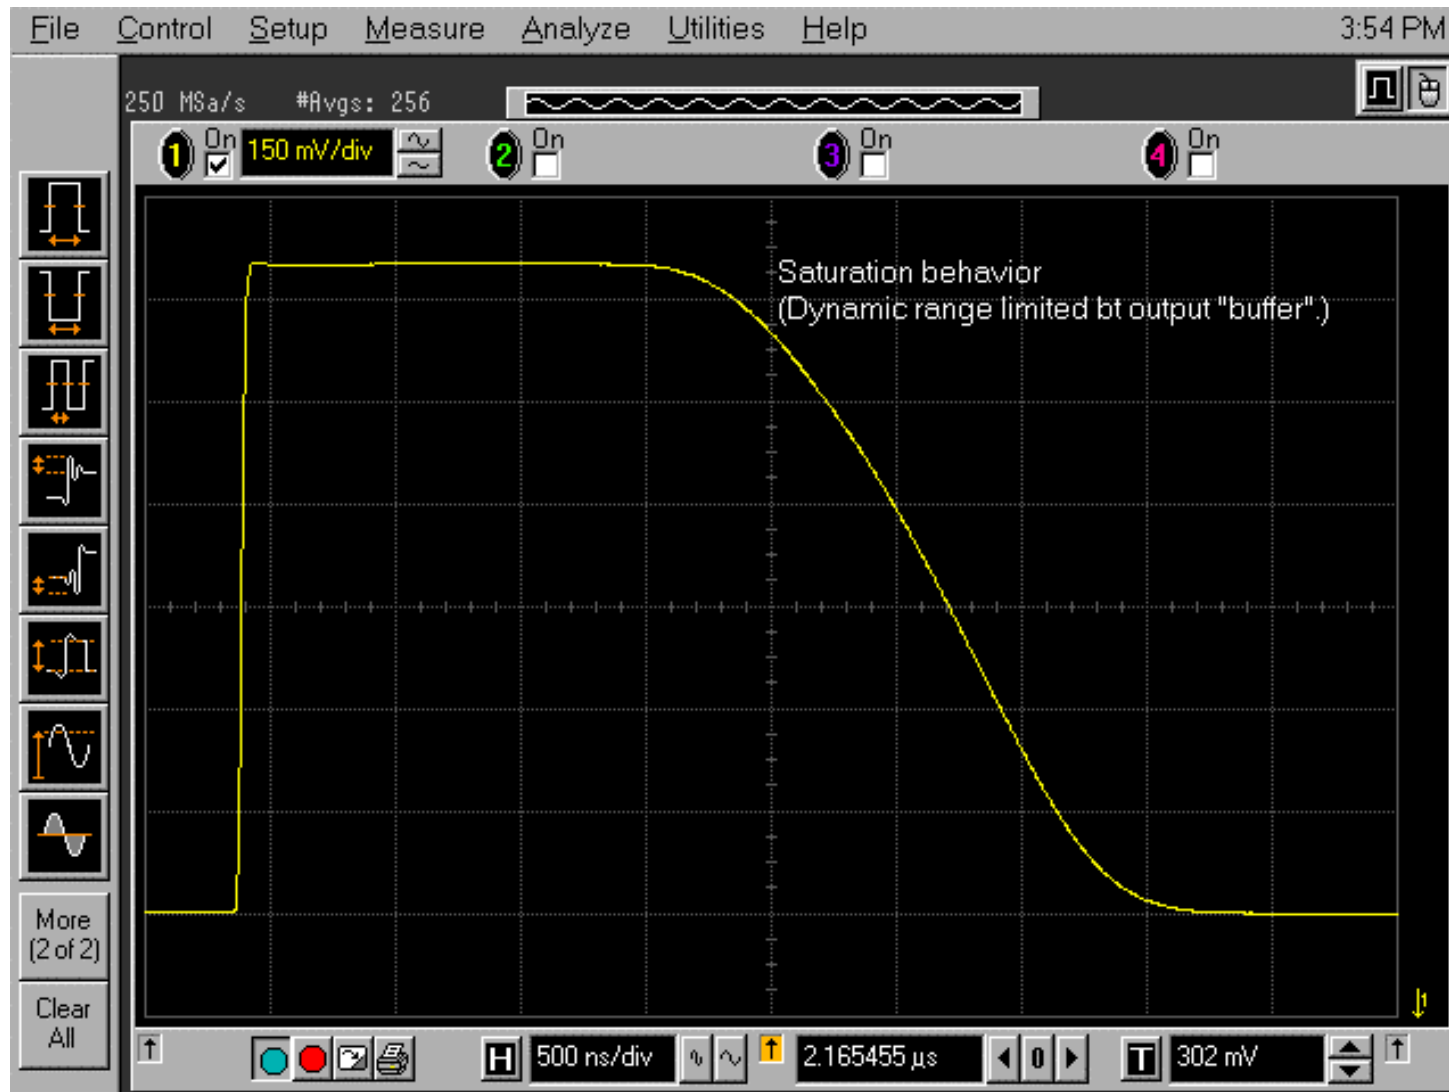 File Control Setup Measure Analyze Utilities Help 3:54 PM
250 MSa/s #Avgs: 256
1 On 150 mV/div 2 On 3 On 4 On
Saturation behavior
(Dynamic range limited bt output "buffer".)
More
(2 of 2)
Clear
All
1
H 500 ns/div 2.165455 µs 0 T 302 mV